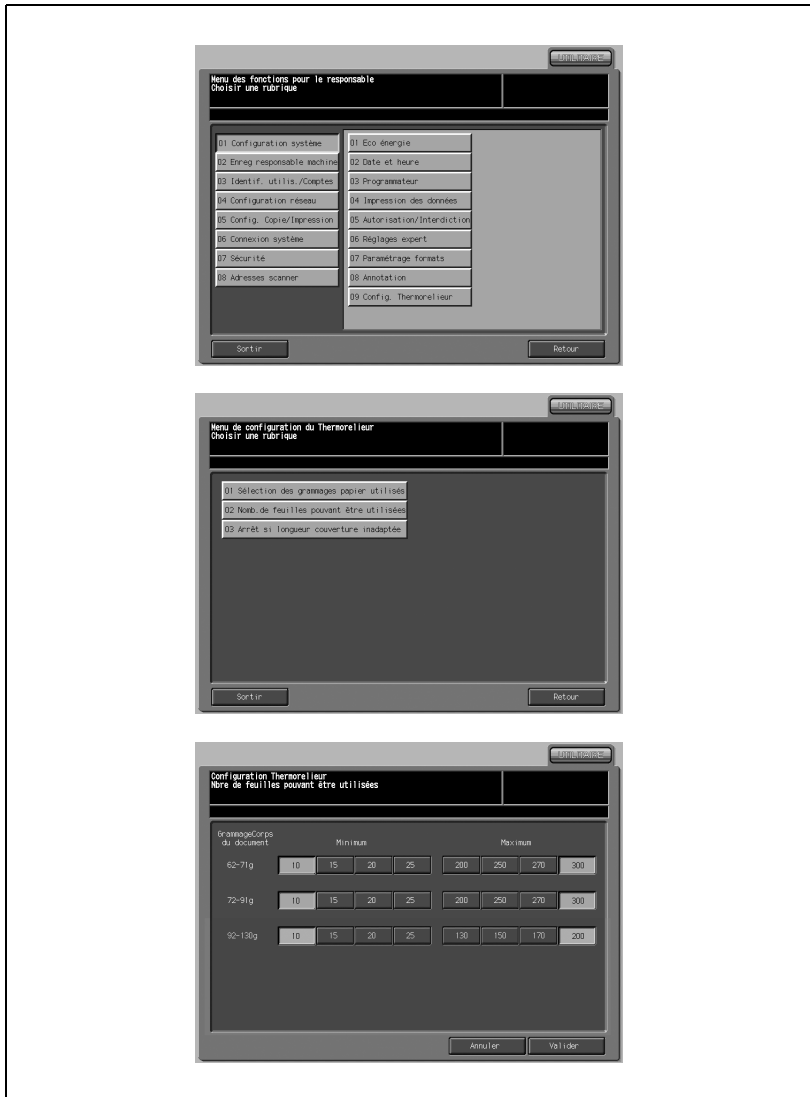 UTILITAIRE
Menu des fonctions pour le responsable
Choisir une rubrique
01 Configuration système
02 Enreg responsable machine
03 Identif. utilis./Comptes
04 Configuration réseau
05 Config. Copie/Impression
06 Connexion système
07 Sécurité
08 Adresses scanner
01 Eco énergie
02 Date et heure
03 Programmateur
04 Impression des données
05 Autorisation/Interdiction
06 Réglages expert
07 Paramétrage formats
08 Annotation
09 Config. Thermorelieur
Sortir
Retour
UTILITAIRE
Menu de configuration du Thermorelieur
Choisir une rubrique
01 Sélection des grammages papier utilisés
02 Nomb.de feuilles pouvant être utilisées
03 Arrêt si longueur couverture inadaptée
Sortir
Retour
UTILITAIRE
Configuration Thermorelieur
Nbre de feuilles pouvant être utilisées
GrammageCorps
du document Minimum Maximum
62-71g 10 15 20 25 200 250 270 300
72-91g 10 15 20 25 200 250 270 300
92-130g 10 15 20 25 130 150 170 200
Annuler Valider